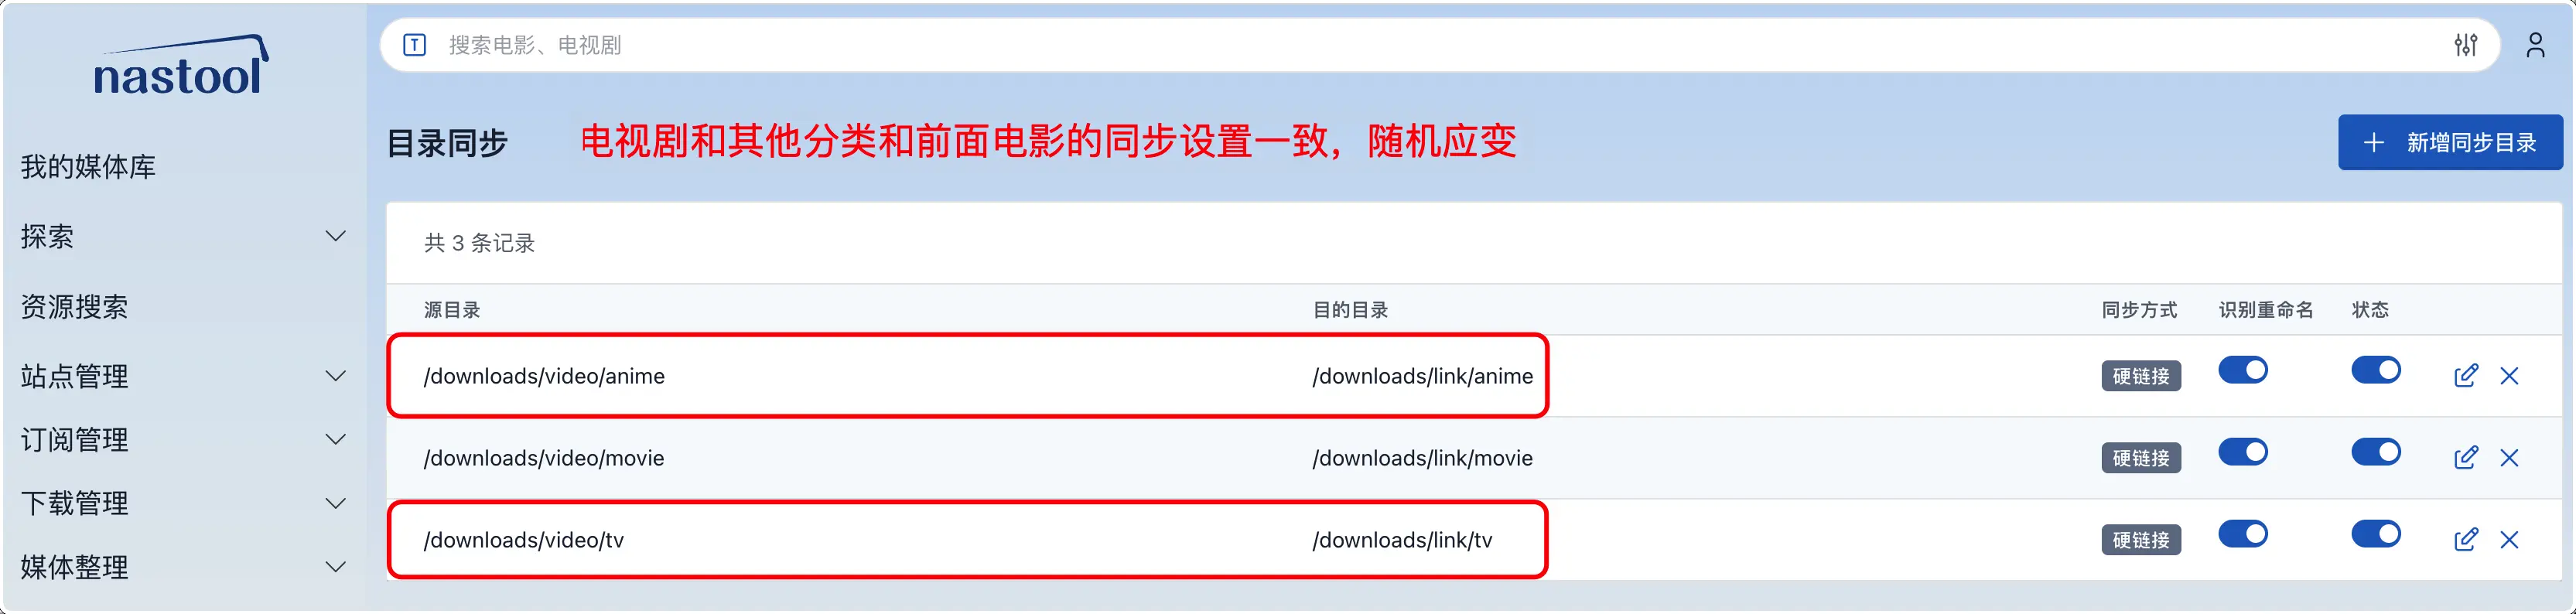 nastool
搜索电影、电视剧
目录同步
电视剧和其他分类和前面电影的同步设置一致，随机应变
新增同步目录
我的媒体库
探索
资源搜索
站点管理
订阅管理
下载管理
媒体整理
共 3 条记录
源目录 目的目录 同步方式 识别重命名 状态
/downloads/video/anime /downloads/link/anime 硬链接
/downloads/video/movie /downloads/link/movie 硬链接
/downloads/video/tv /downloads/link/tv 硬链接